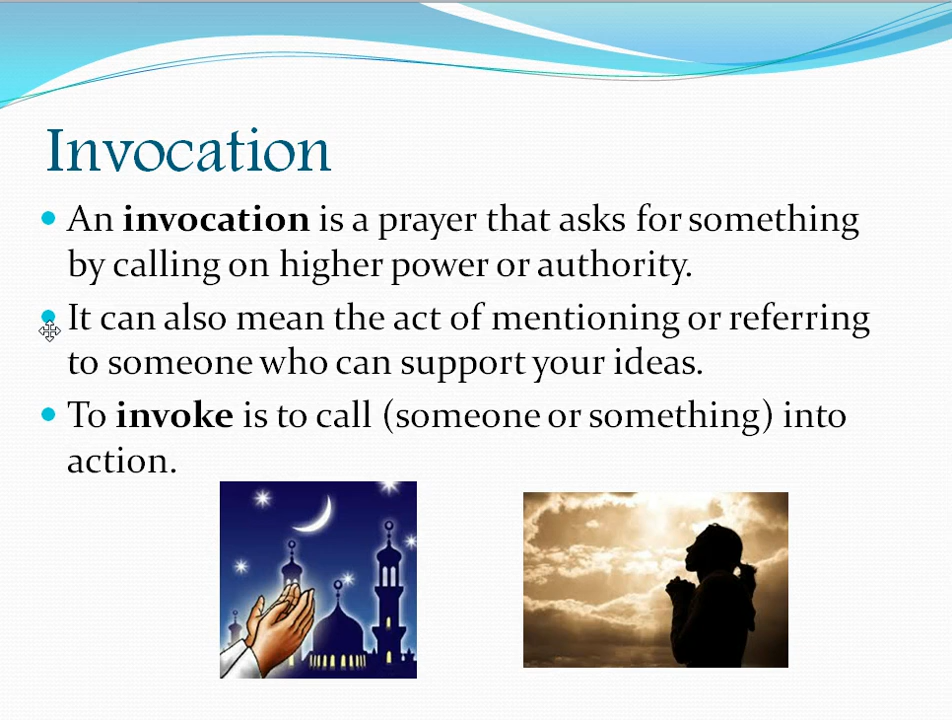 Invocation
An invocation is a prayer that asks for something
by calling on higher power or authority.
It can also mean the act of mentioning or referring
to someone who can support your ideas.
To invoke is to call (someone or something) into
action.